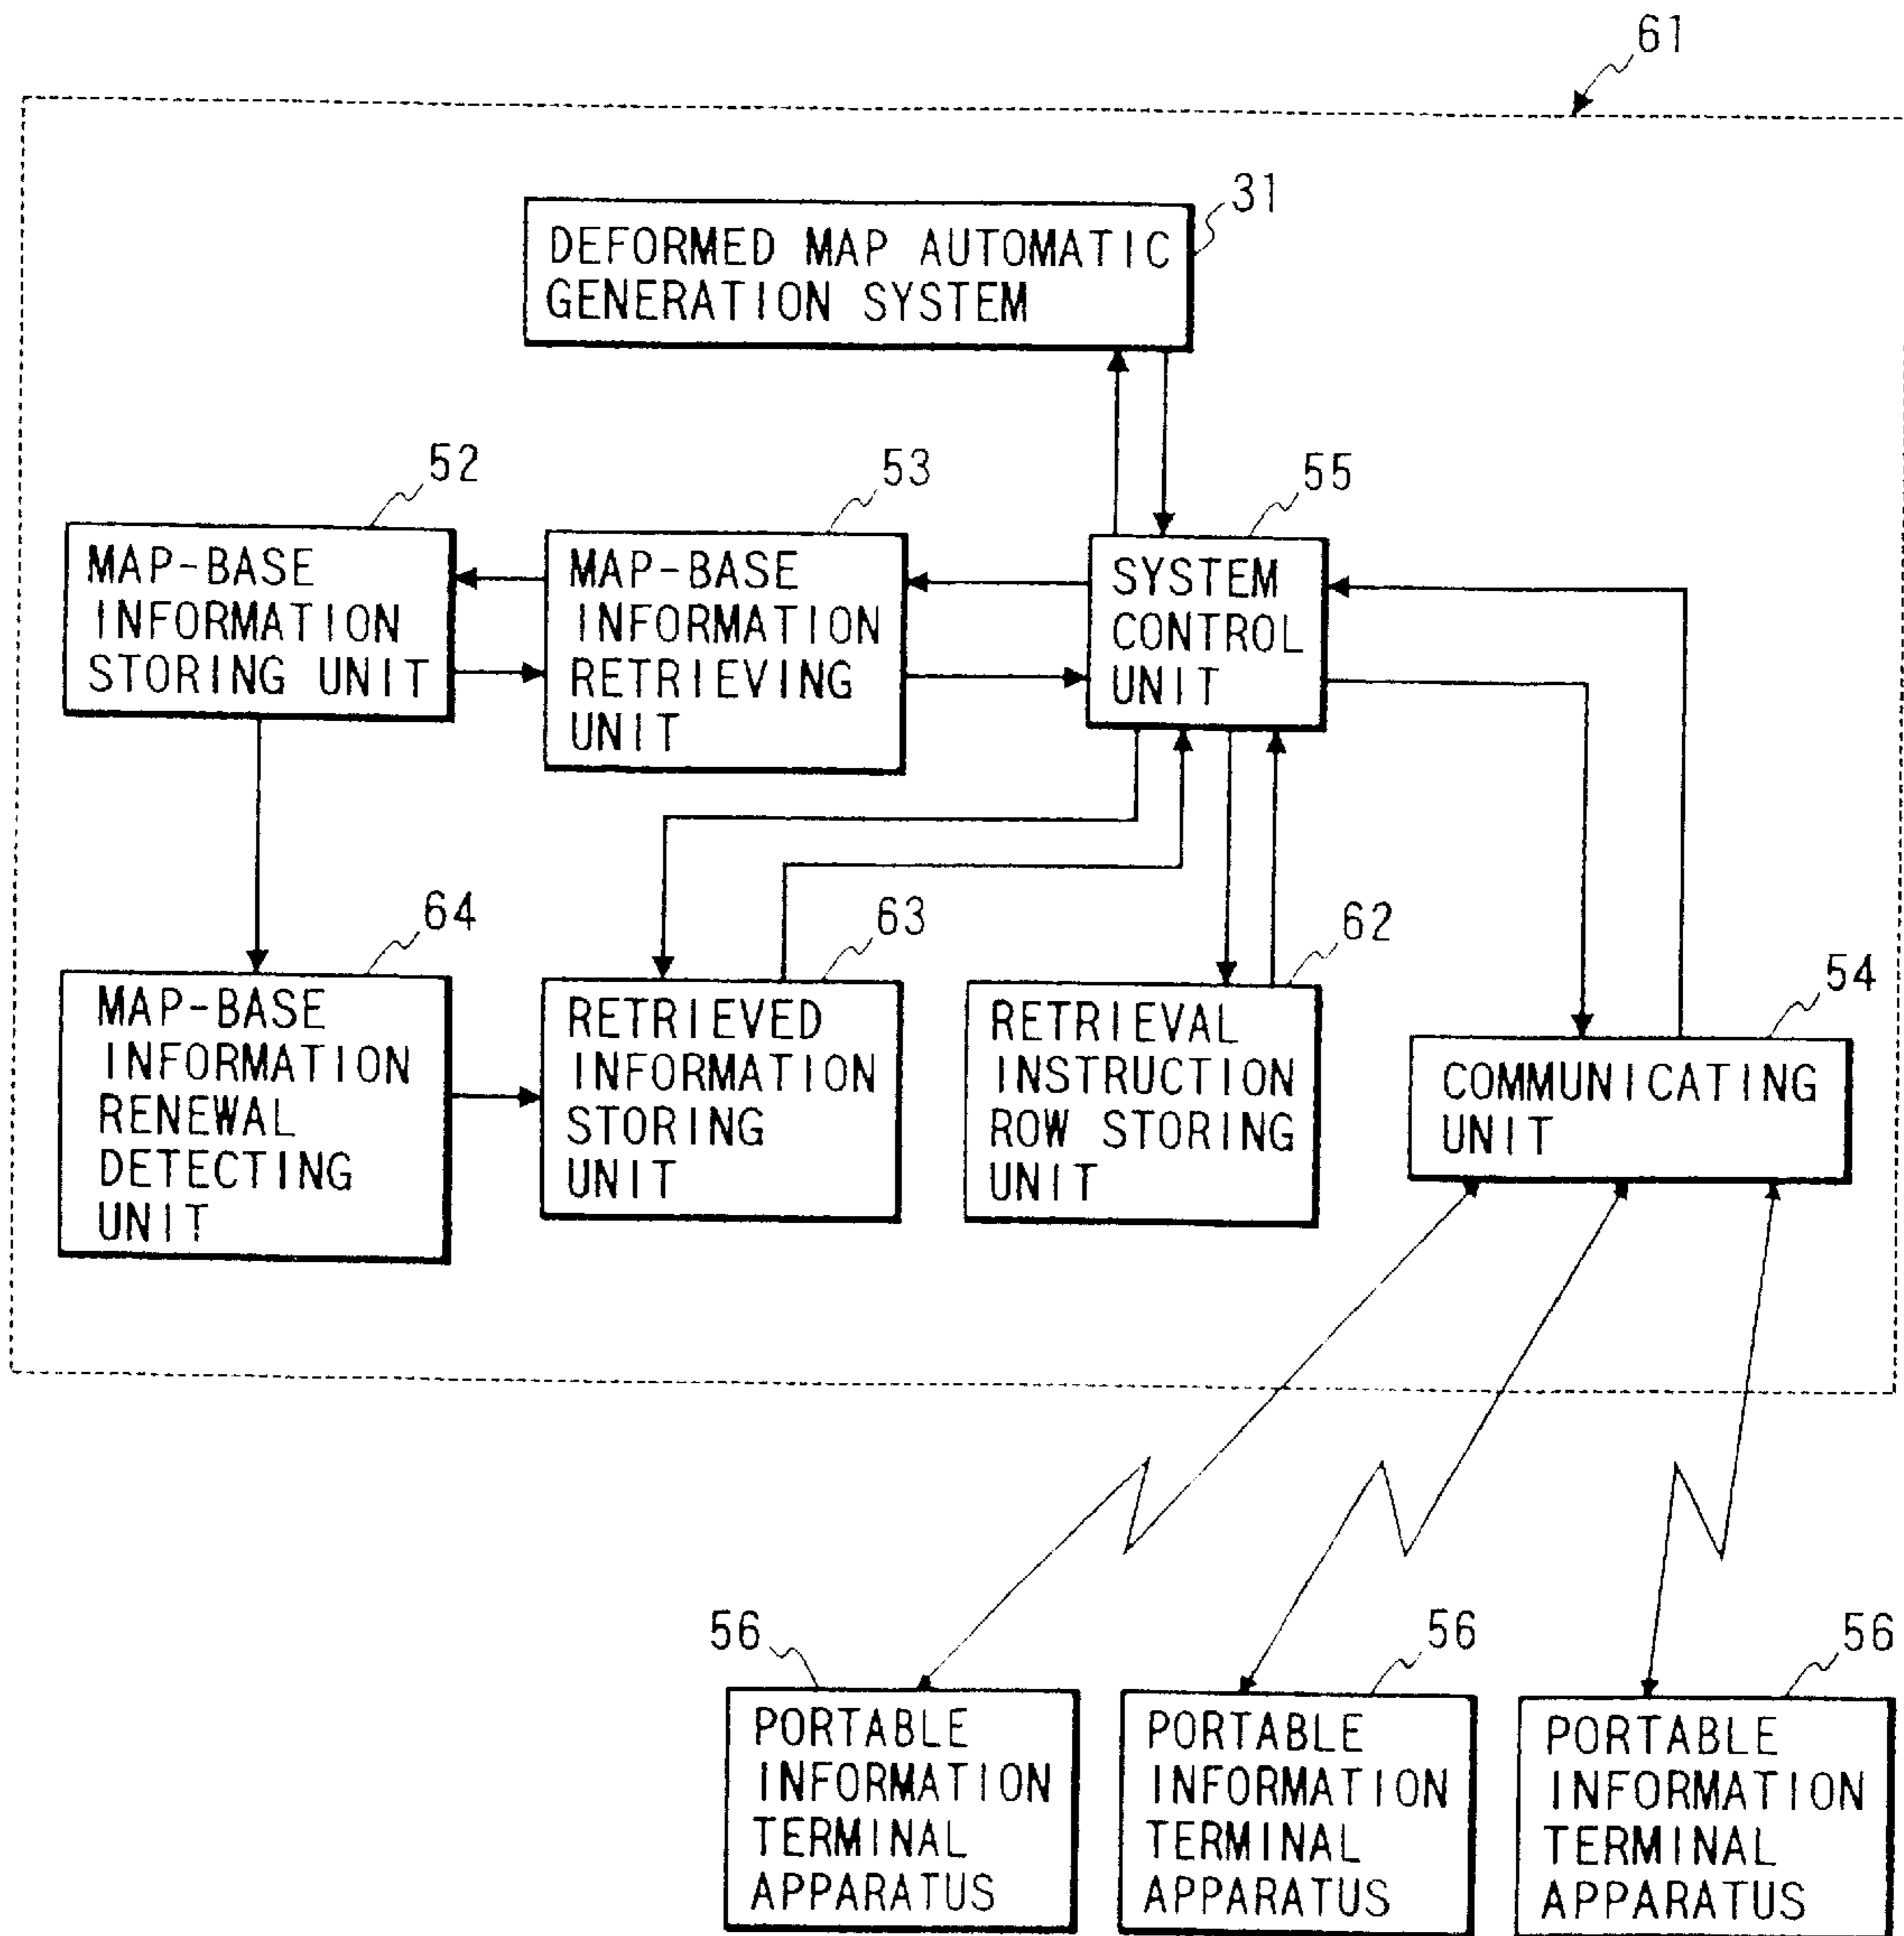 61
31
DEFORMED MAP AUTOMATIC
GENERATION SYSTEM
52
53
55
MAP-BASE
INFORMATION
STORING UNIT
MAP-BASE
INFORMATION
RETRIEVING
UNIT
SYSTEM
CONTROL
UNIT
64
63
62
54
MAP-BASE
INFORMATION
RENEWAL
DETECTING
UNIT
RETRIEVED
INFORMATION
STORING
UNIT
RETRIEVAL
INSTRUCTION
ROW STORING
UNIT
COMMUNICATING
UNIT
56
56
56
PORTABLE
INFORMATION
TERMINAL
APPARATUS
PORTABLE
INFORMATION
TERMINAL
APPARATUS
PORTABLE
INFORMATION
TERMINAL
APPARATUS